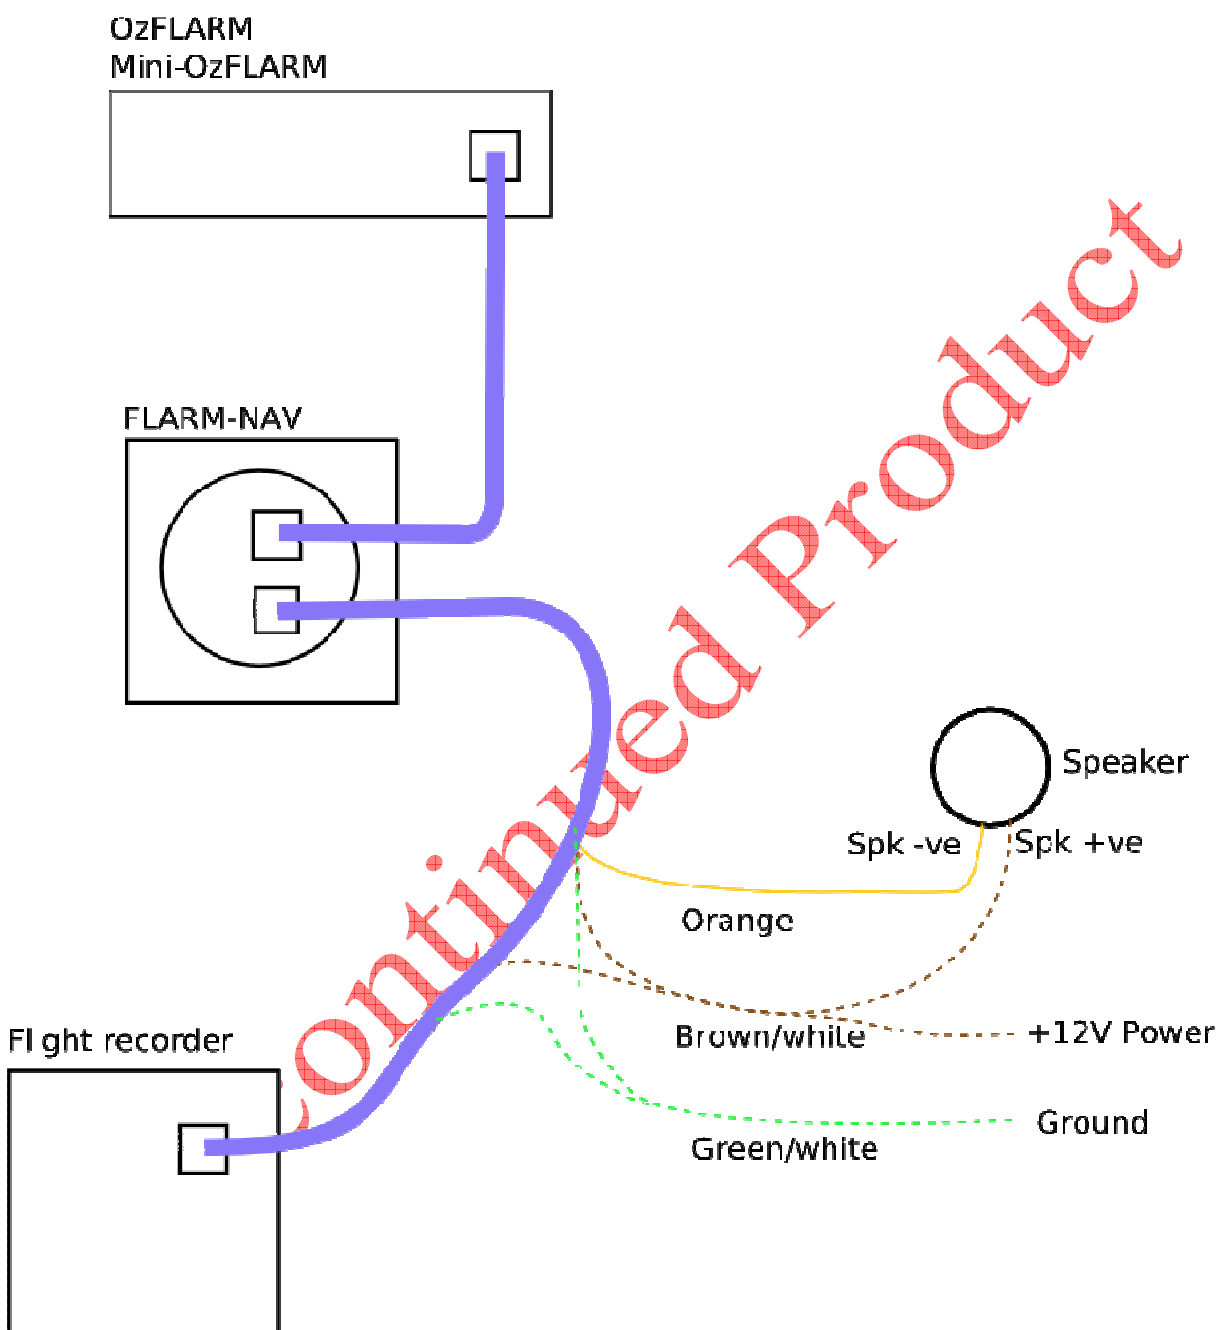 OzFLARM
Mini-OzFLARM
FLARM-NAV
Speaker
Spk -ve
Spk +ve
Orange
Brown/white
+12V Power
Fl ght recorder
Ground
Green/white
continued Product